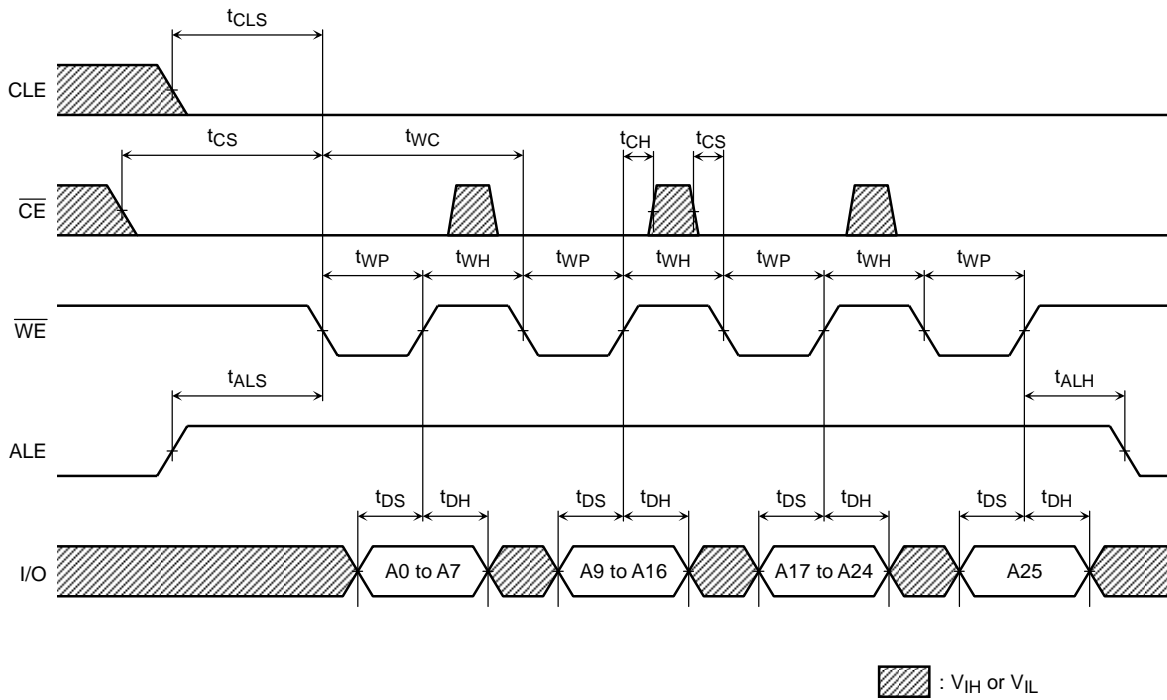 tCLS
CLE
tCS tWC tCH tCS
CE
tWP tWH tWP tWH tWP tWH tWP
WE
tALS tALH
ALE
tDS tDH tDS tDH tDS tDH tDS tDH
I/O A0 to A7 A9 to A16 A17 to A24 A25
: VIH or VIL